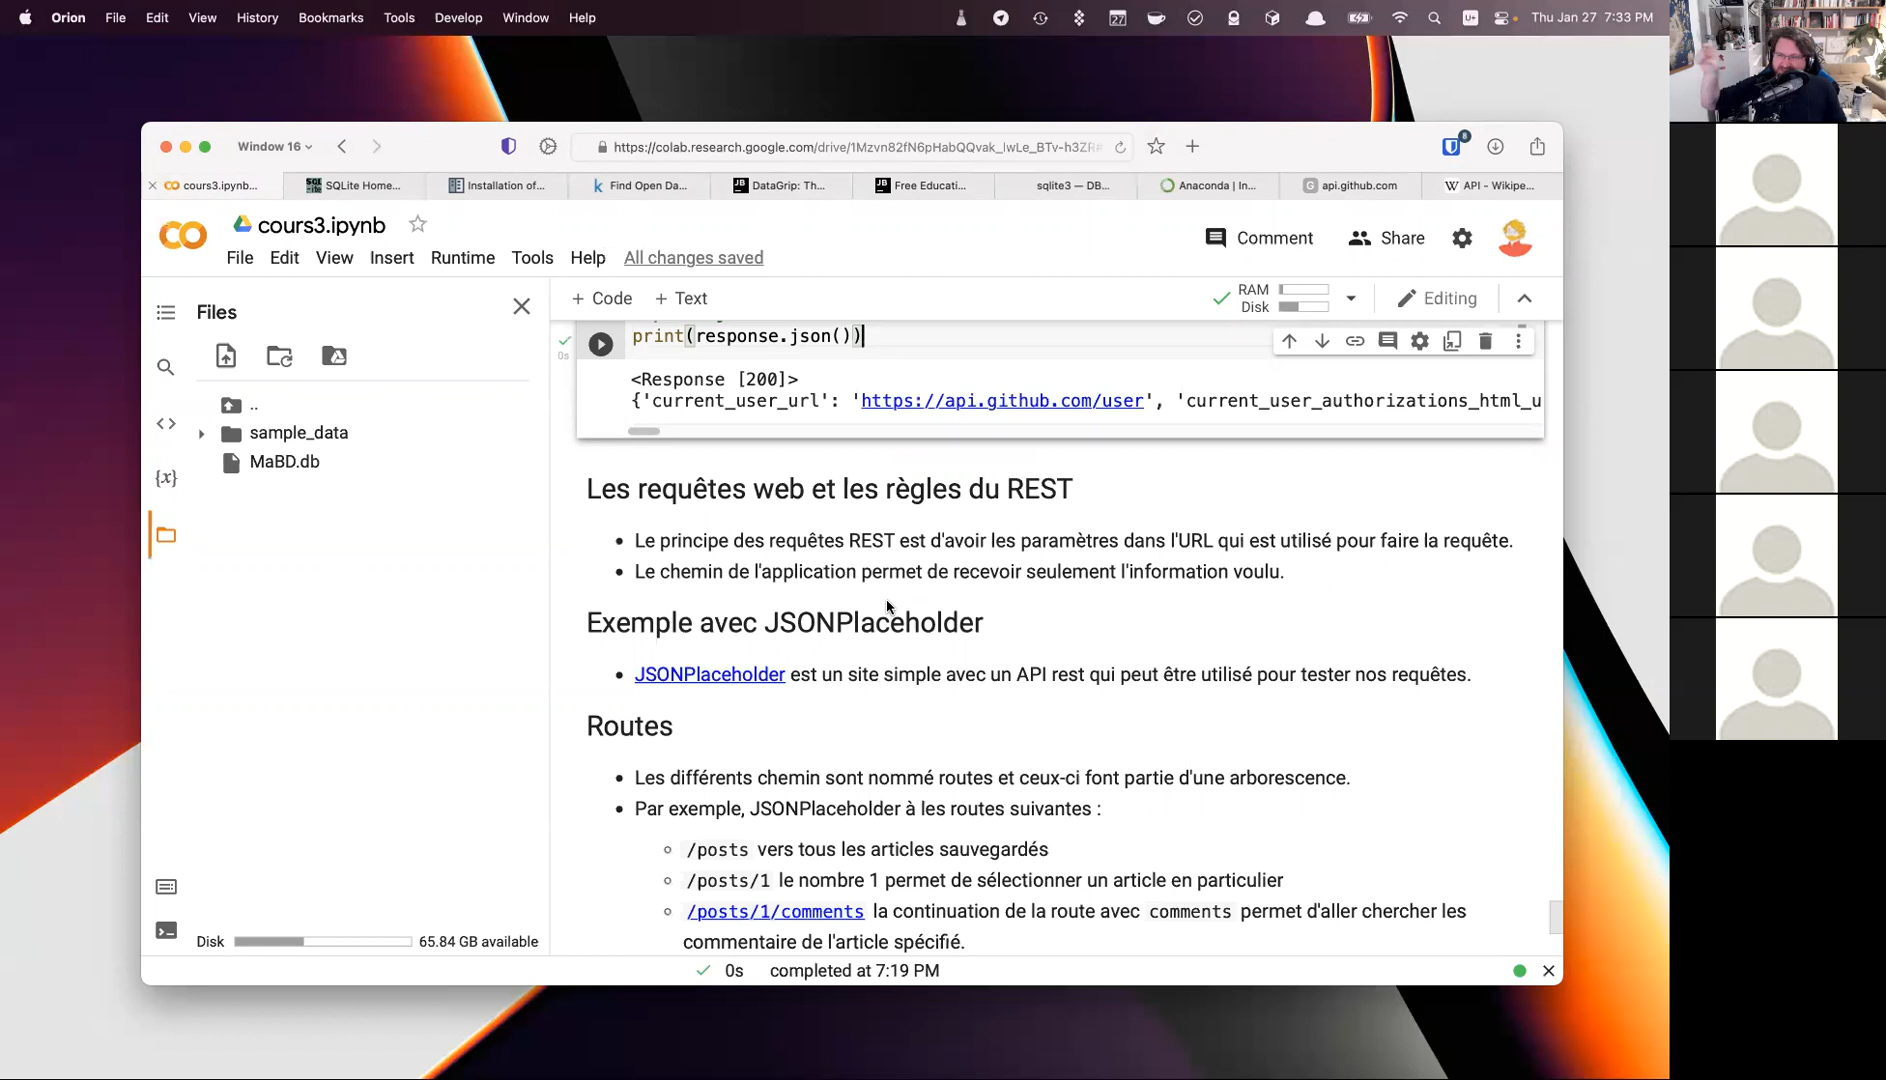 Orion File Edit View History Bookmarks Tools Develop Window Help
27
U+
Thu Jan 27 7:33 PM
Window 16
https://colab.research.google.com/drive/1Mzvn82fN6pHabQQvak_lwLe_BTv-h3ZR
8
cours3.ipynb...
SQLite Home...
Installation of...
Find Open Da...
DataGrip: Th...
Free Educati...
sqlite3 — DB...
Anaconda | In...
api.github.com
API - Wikipe...
cours3.ipynb
Comment
Share
File Edit View Insert Runtime Tools Help All changes saved
Files
+ Code + Text
RAM
Disk
Editing
print(response.json())
0s
<Response [200]>
{'current_user_url': 'https://api.github.com/user', 'current_user_authorizations_html_u
..
sample_data
MaBD.db
{x}
Les requêtes web et les règles du REST
• Le principe des requêtes REST est d'avoir les paramètres dans l'URL qui est utilisé pour faire la requête.
• Le chemin de l'application permet de recevoir seulement l'information voulu.
Exemple avec JSONPlaceholder
• JSONPlaceholder est un site simple avec un API rest qui peut être utilisé pour tester nos requêtes.
Routes
• Les différents chemin sont nommé routes et ceux-ci font partie d'une arborescence.
• Par exemple, JSONPlaceholder à les routes suivantes :
◦ /posts vers tous les articles sauvegardés
◦ /posts/1 le nombre 1 permet de sélectionner un article en particulier
◦ /posts/1/comments la continuation de la route avec comments permet d'aller chercher les
commentaire de l'article spécifié.
Disk
65.84 GB available
0s completed at 7:19 PM